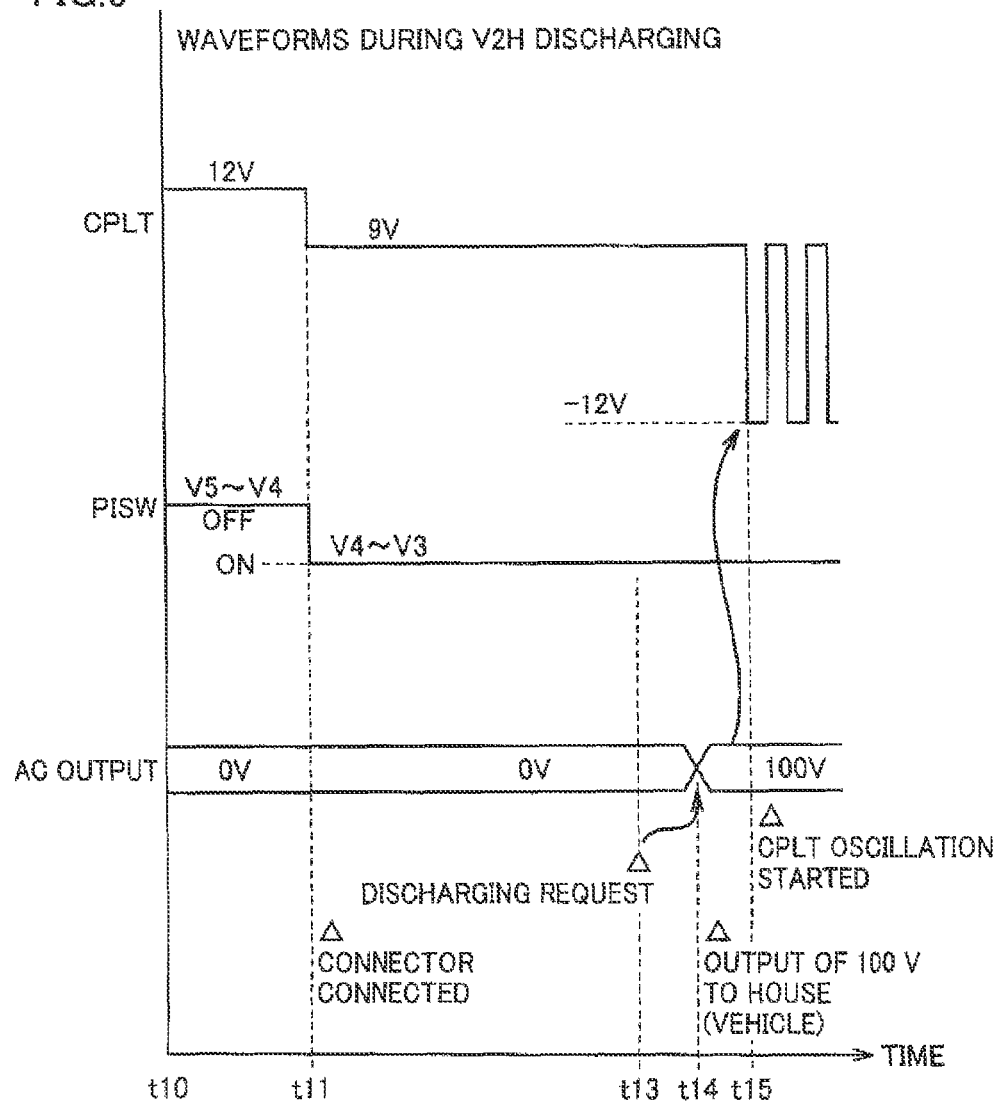 WAVEFORMS DURING V2H DISCHARGING
12V
CPLT
9V
-12V
V5～V4
PISW
OFF
V4～V3
ON
AC OUTPUT
0V
0V
100V
CPLT OSCILLATION
STARTED
DISCHARGING REQUEST
CONNECTOR
CONNECTED
OUTPUT OF 100 V
TO HOUSE
(VEHICLE)
TIME
t10
t11
t13
t14
t15